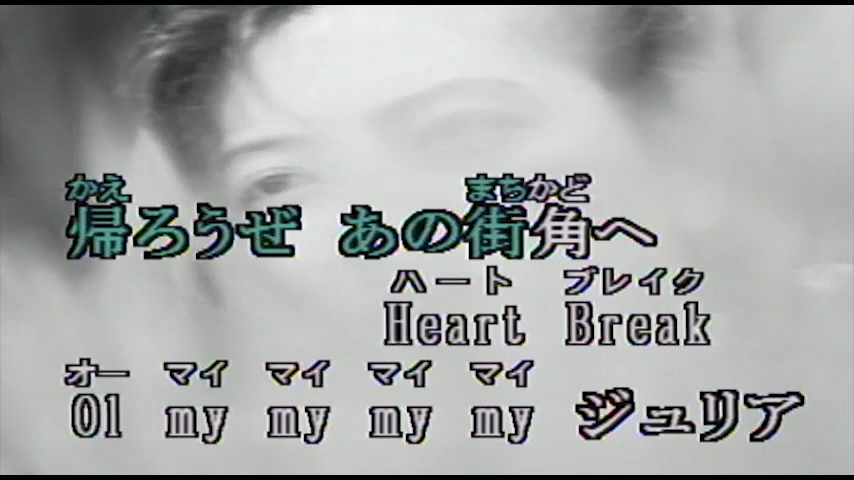 かえ まちかど
帰ろうぜ あの街角へ
ハート ブレイク
Heart Break
オー マイ マイ マイ マイ
Ol my my my my ジュリア